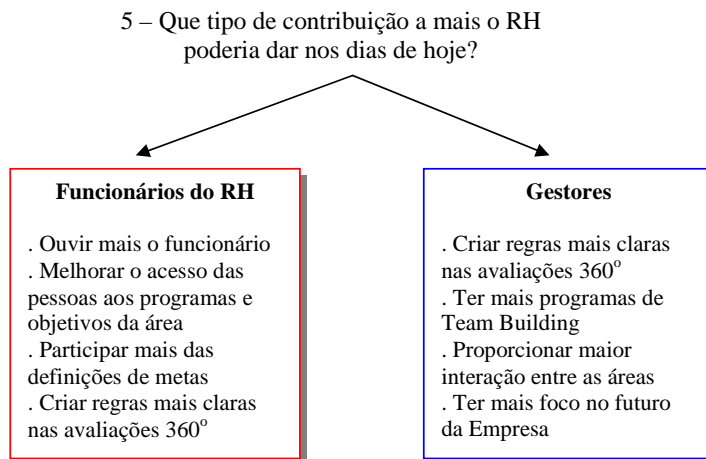 5 – Que tipo de contribuição a mais o RH
poderia dar nos dias de hoje?
Funcionários do RH
. Ouvir mais o funcionário
. Melhorar o acesso das
pessoas aos programas e
objetivos da área
. Participar mais das
definições de metas
. Criar regras mais claras
nas avaliações 360°
Gestores
. Criar regras mais claras
nas avaliações 360°
. Ter mais programas de
Team Building
. Proporcionar maior
interação entre as áreas
. Ter mais foco no futuro
da Empresa